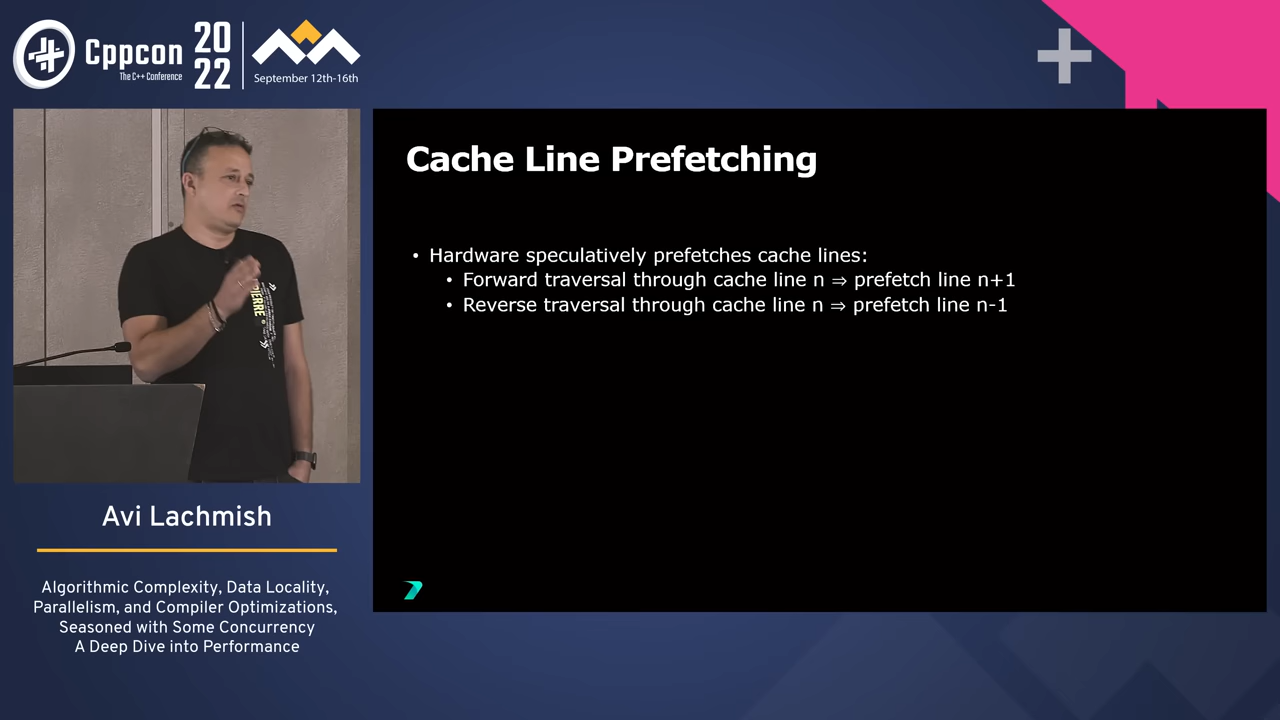 Cppcon
The C++ Conference
20
22
September 12th-16th
Cache Line Prefetching
• Hardware speculatively prefetches cache lines:
• Forward traversal through cache line n ⇒ prefetch line n+1
• Reverse traversal through cache line n ⇒ prefetch line n-1
Avi Lachmish
Algorithmic Complexity, Data Locality,
Parallelism, and Compiler Optimizations,
Seasoned with Some Concurrency
A Deep Dive into Performance